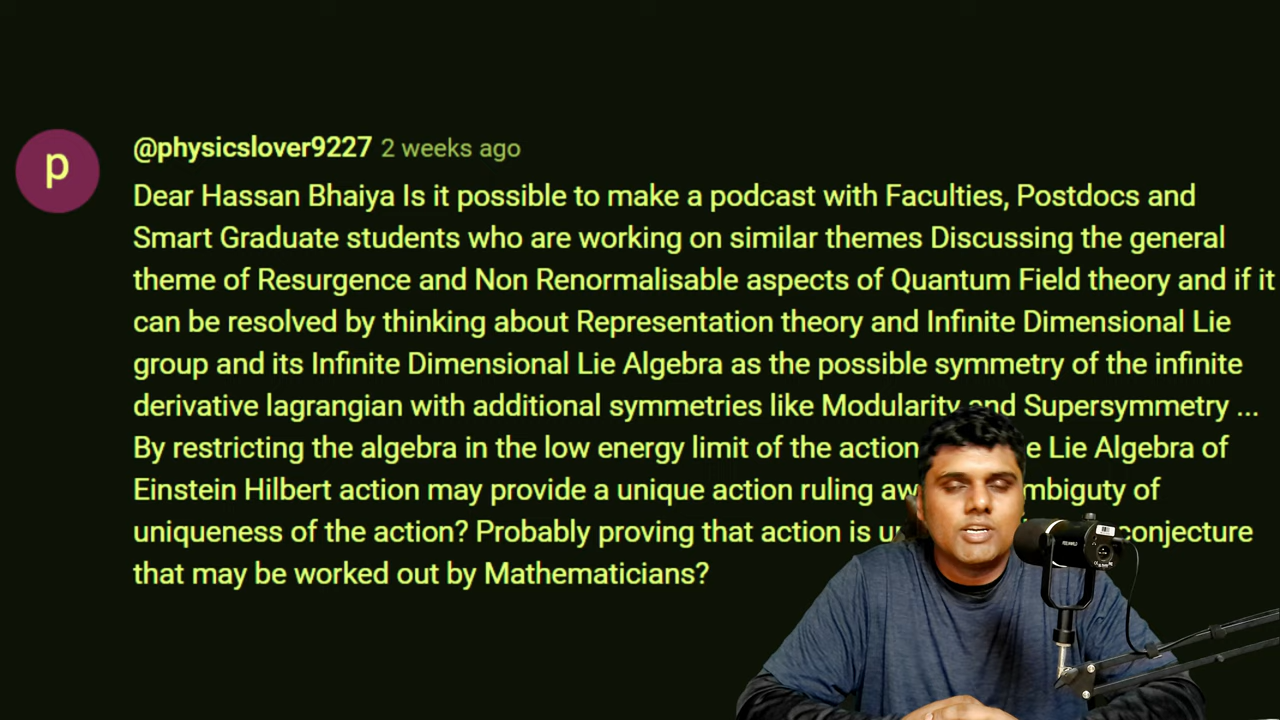 p
@physicslover9227 2 weeks ago
Dear Hassan Bhaiya Is it possible to make a podcast with Faculties, Postdocs and
Smart Graduate students who are working on similar themes Discussing the general
theme of Resurgence and Non Renormalisable aspects of Quantum Field theory and if it
can be resolved by thinking about Representation theory and Infinite Dimensional Lie
group and its Infinite Dimensional Lie Algebra as the possible symmetry of the infinite
derivative lagrangian with additional symmetries like Modularity and Supersymmetry ...
By restricting the algebra in the low energy limit of the action Lie Algebra of
Einstein Hilbert action may provide a unique action ruling of
uniqueness of the action? Probably proving that action is conjecture
that may be worked out by Mathematicians?